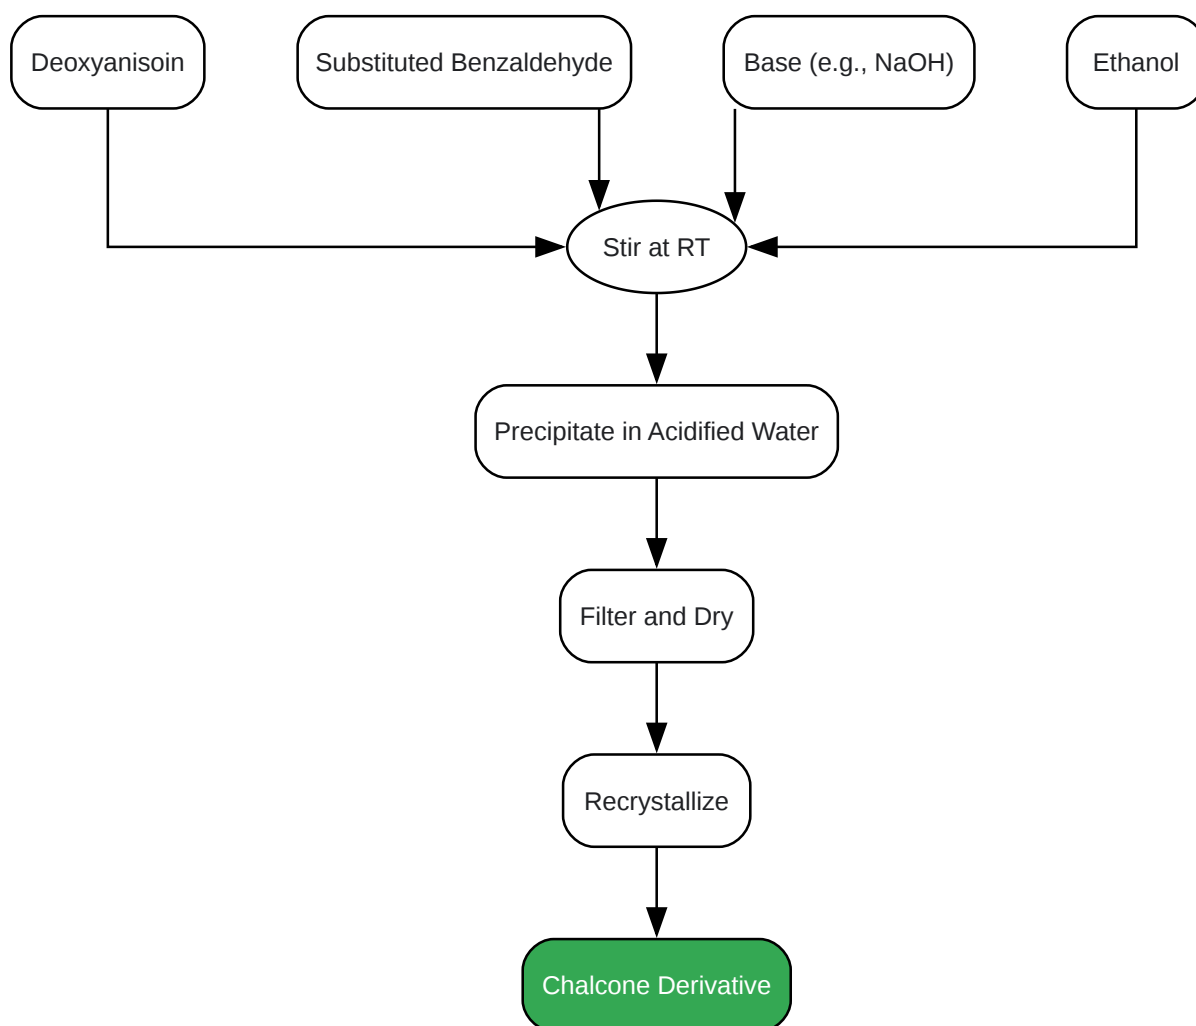 Deoxyanisoin
Substituted Benzaldehyde
Base (e.g., NaOH)
Ethanol
Stir at RT
Precipitate in Acidified Water
Filter and Dry
Recrystallize
Chalcone Derivative